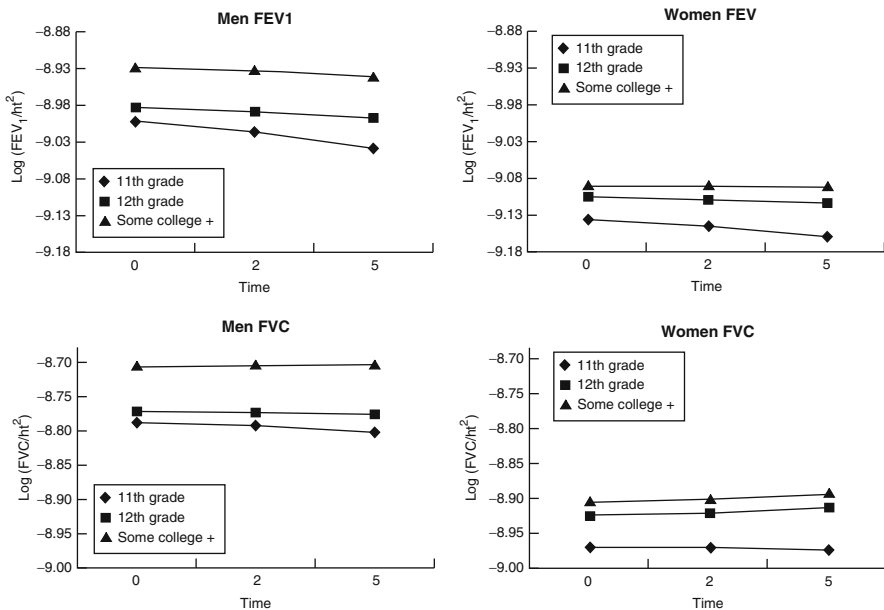 Men FEV1
Log (FEV₁/ht²)
−8.88
−8.93
−8.98
−9.03
−9.08
−9.13
−9.18
11th grade
12th grade
Some college +
0 2 5
Time
Women FEV
Log (FEV₁/ht²)
−8.88
−8.93
−8.98
−9.03
−9.08
−9.13
−9.18
11th grade
12th grade
Some college +
0 2 5
Time
Men FVC
Log (FVC/ht²)
−8.70
−8.75
−8.80
−8.85
−8.90
−8.95
−9.00
11th grade
12th grade
Some college +
0 2 5
Time
Women FVC
Log (FVC/ht²)
−8.70
−8.75
−8.80
−8.85
−8.90
−8.95
−9.00
11th grade
12th grade
Some college +
0 2 5
Time